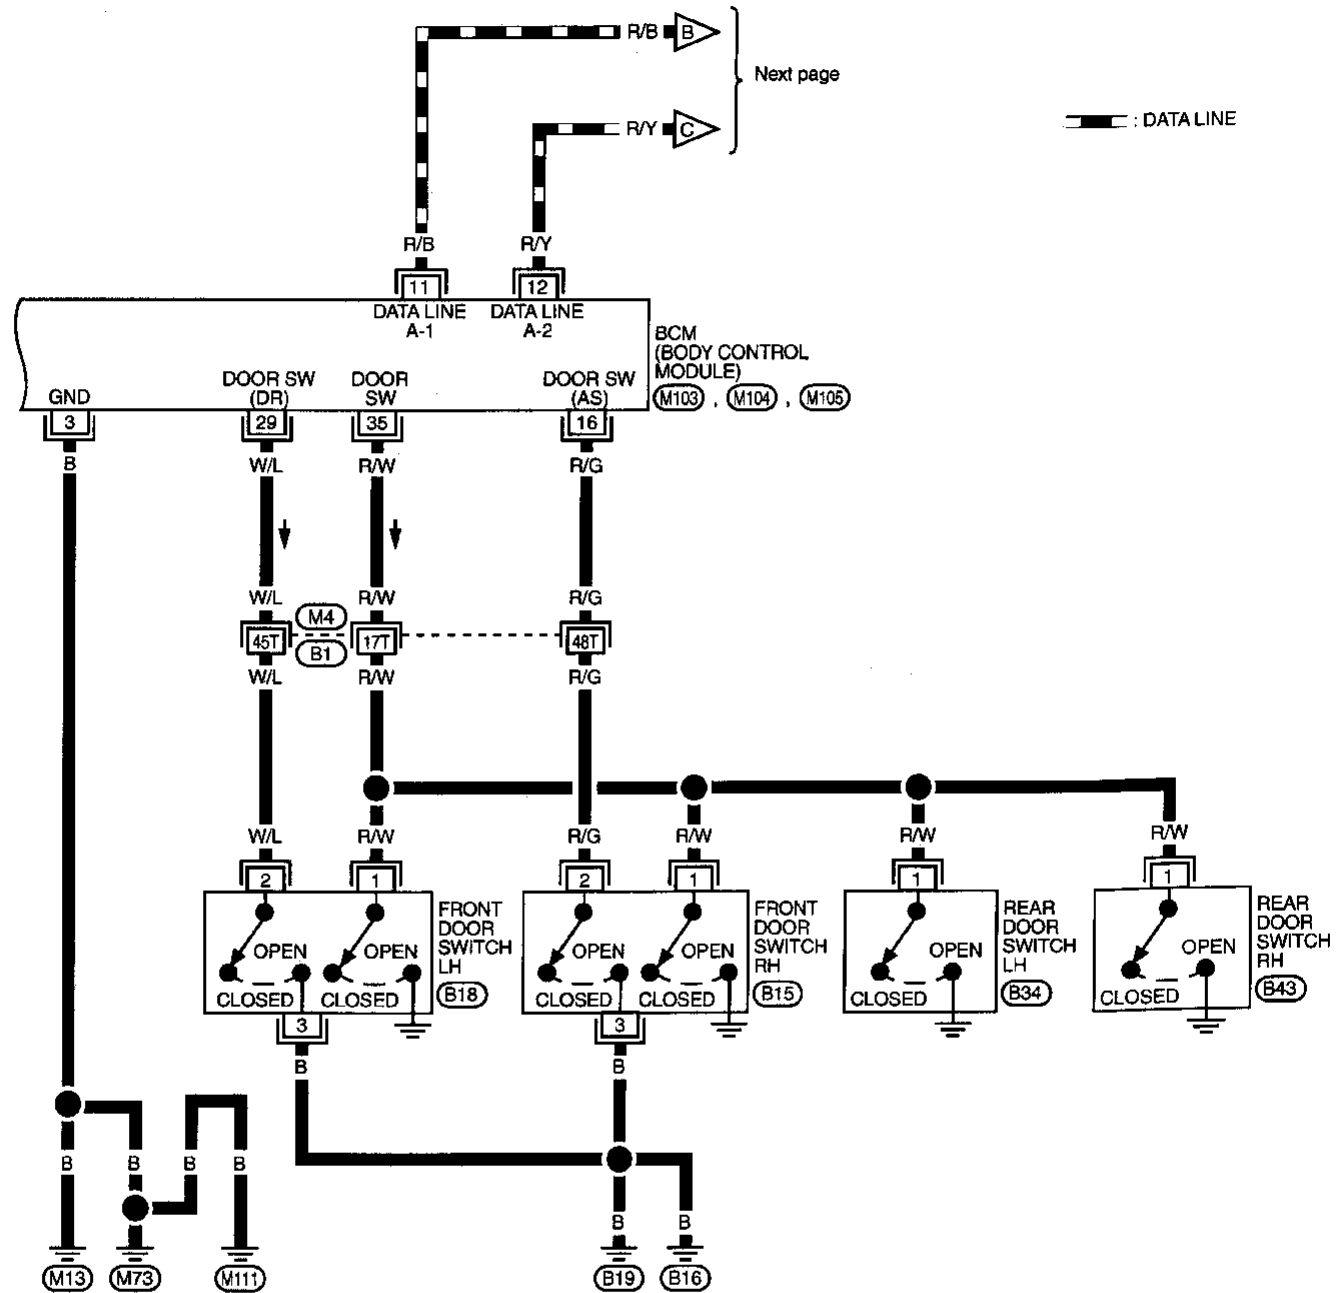 R/B B
Next page
R/Y C
: DATA LINE
R/B R/Y
11 12
DATA LINE
A-1
DATA LINE
A-2
BCM
(BODY CONTROL
MODULE)
M103 , M104 , M105
GND
DOOR SW
(DR)
DOOR
SW
DOOR SW
(AS)
3 29 35 16
B W/L R/W R/G
W/L R/W R/G
M4
45T 17T 48T
B1
W/L R/W R/G
W/L R/W R/G R/W R/W R/W
2 1 2 1 1 1
OPEN
CLOSED
OPEN
CLOSED
FRONT
DOOR
SWITCH
LH
B18
OPEN
CLOSED
OPEN
CLOSED
FRONT
DOOR
SWITCH
RH
B15
OPEN
CLOSED
REAR
DOOR
SWITCH
LH
B34
OPEN
CLOSED
REAR
DOOR
SWITCH
RH
B43
3 3
B B
B B B B
B B
M13 M73 M111 B19 B16